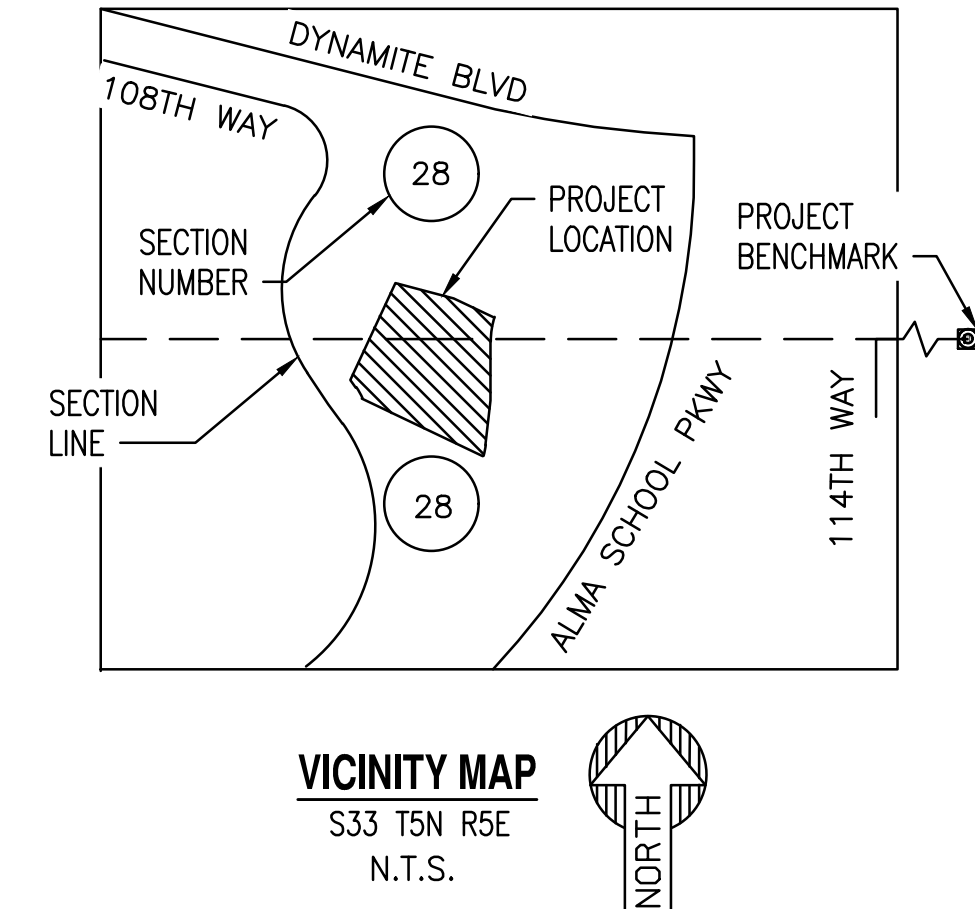 DYNAMITE BLVD
108TH WAY
28
PROJECT
LOCATION
PROJECT
BENCHMARK
SECTION
NUMBER
SECTION
LINE
28
ALMA SCHOOL PKWY
114TH WAY
VICINITY MAP
S33 T5N R5E
N.T.S.
NORTH